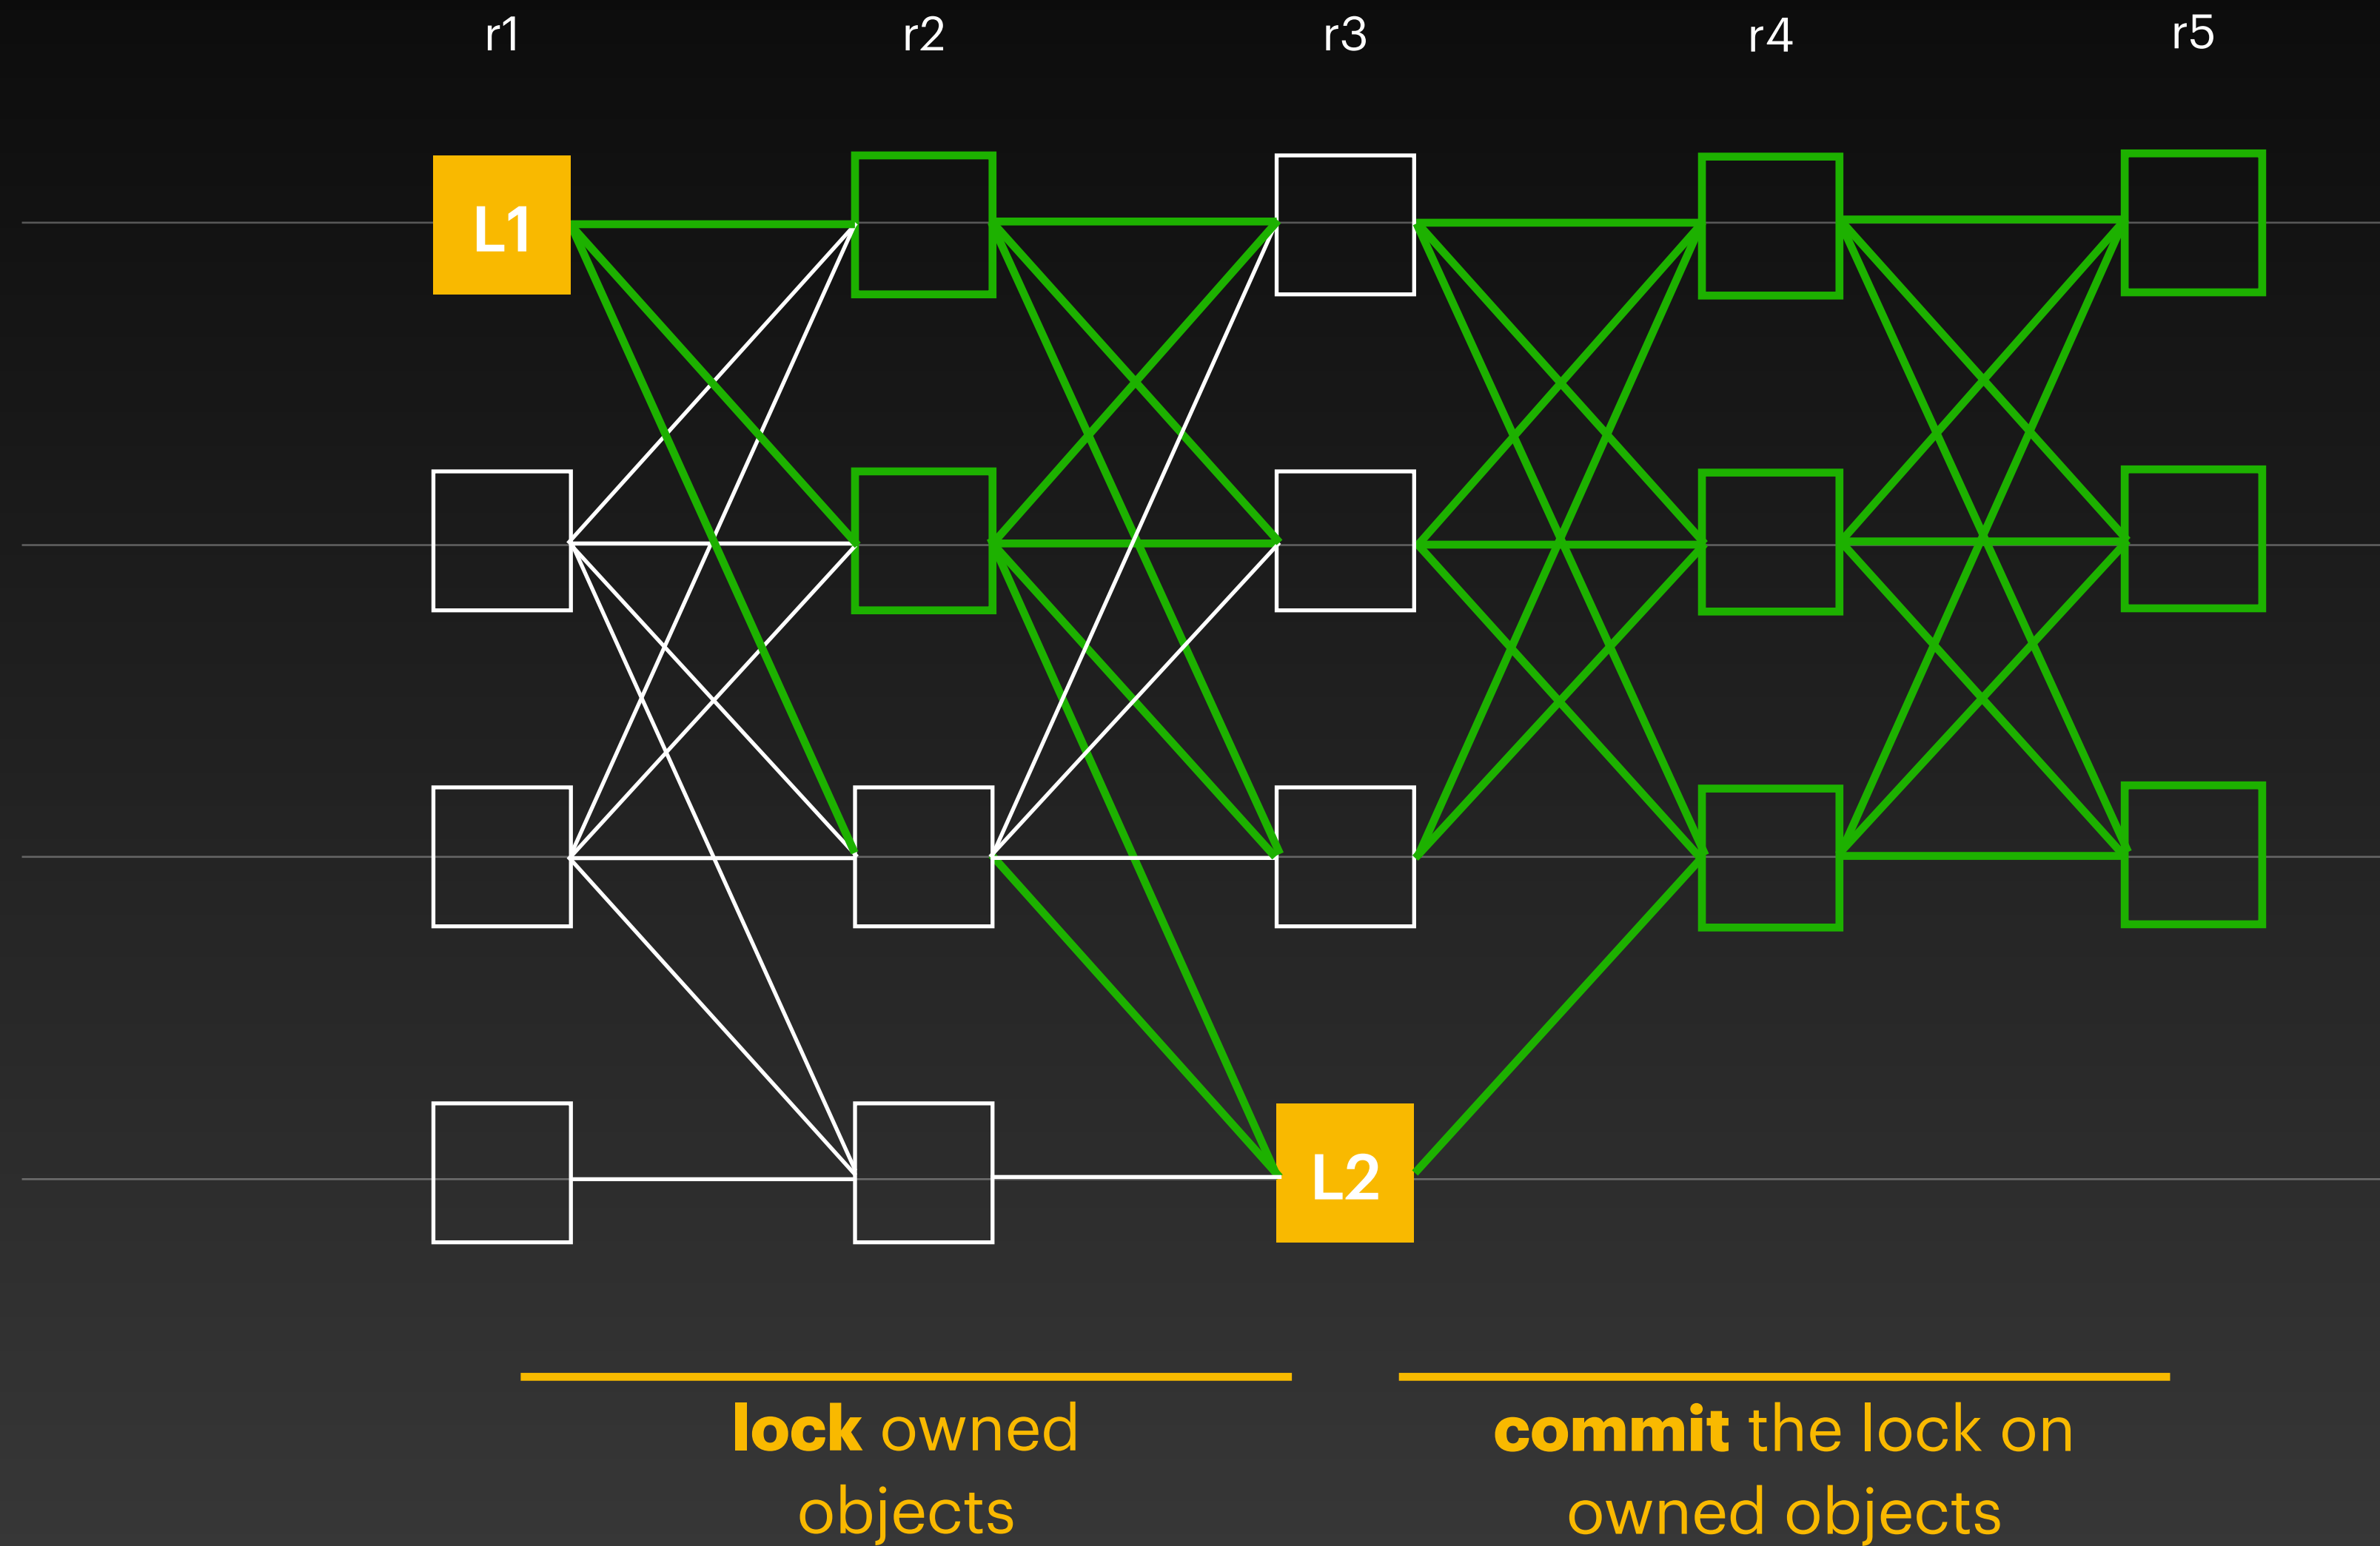 r1 r2 r3 r4 r5
L1
L2
lock owned
objects
commit the lock on
owned objects